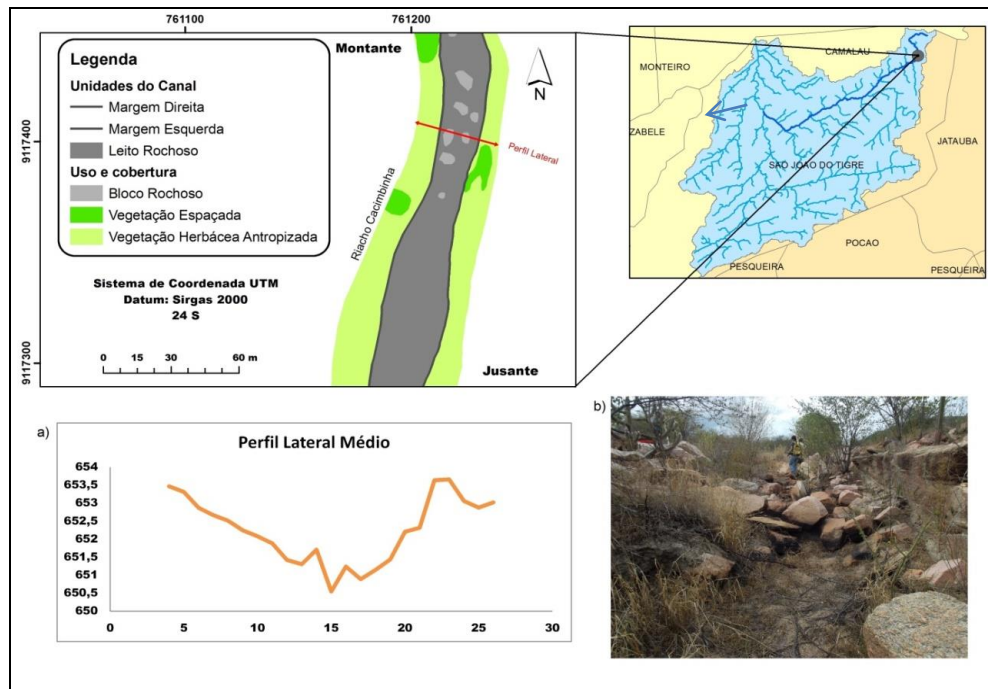 761100
761200
9117400
9117300
Montante
Legenda
Unidades do Canal
Margem Direita
Margem Esquerda
Leito Rochoso
Uso e cobertura
Bloco Rochoso
Vegetação Espaçada
Vegetação Herbácea Antropizada
Sistema de Coordenada UTM
Datum: Sirgas 2000
24 S
0 15 30 60 m
Riacho Cacimbinha
Perfil Lateral
N
Jusante
CAMALAU
MONTEIRO
ZABELE
JATAUBA
SAO JOÃO DO TIGRE
POCAO
PESQUEIRA
PESQUEIRA
a)
Perfil Lateral Médio
654
653,5
653
652,5
652
651,5
651
650,5
650
0 5 10 15 20 25 30
b)